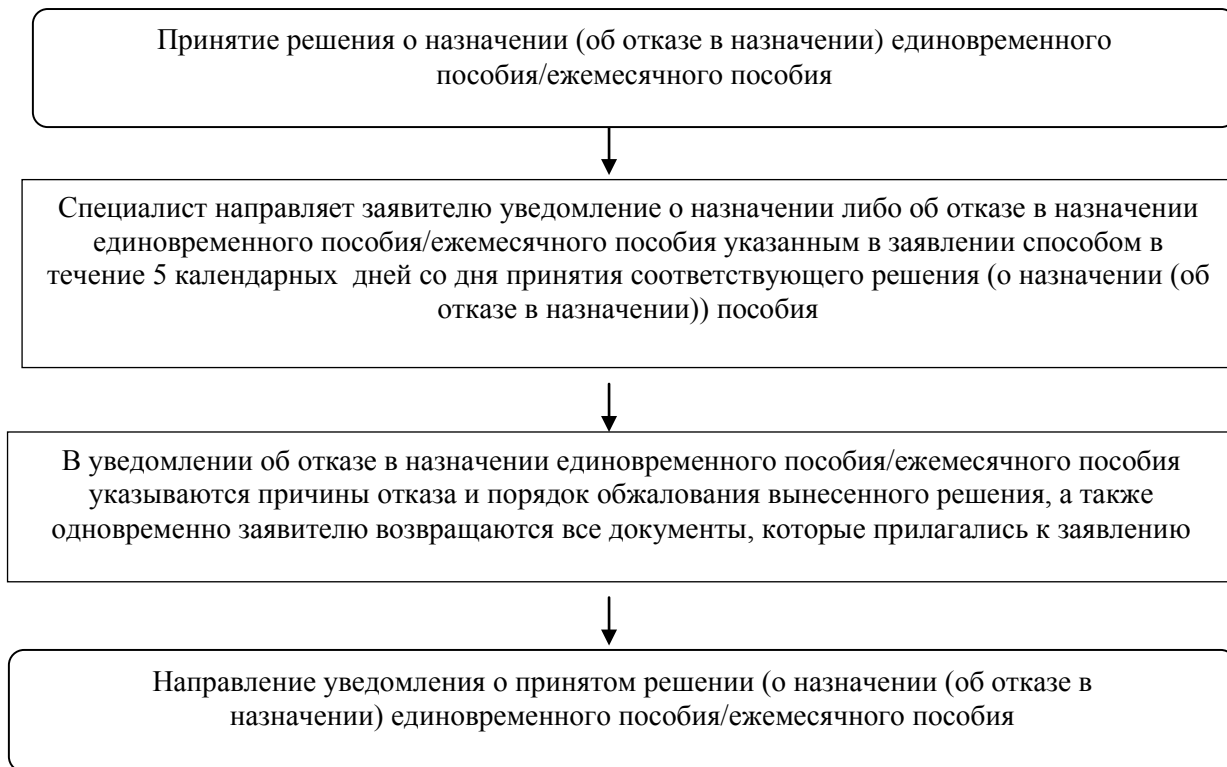 Принятие решения о назначении (об отказе в назначении) единовременного
пособия/ежемесячного пособия
Специалист направляет заявителю уведомление о назначении либо об отказе в назначении
единовременного пособия/ежемесячного пособия указанным в заявлении способом в
течение 5 календарных  дней со дня принятия соответствующего решения (о назначении (об
отказе в назначении)) пособия
В уведомлении об отказе в назначении единовременного пособия/ежемесячного пособия
указываются причины отказа и порядок обжалования вынесенного решения, а также
одновременно заявителю возвращаются все документы, которые прилагались к заявлению
Направление уведомления о принятом решении (о назначении (об отказе в
назначении) единовременного пособия/ежемесячного пособия